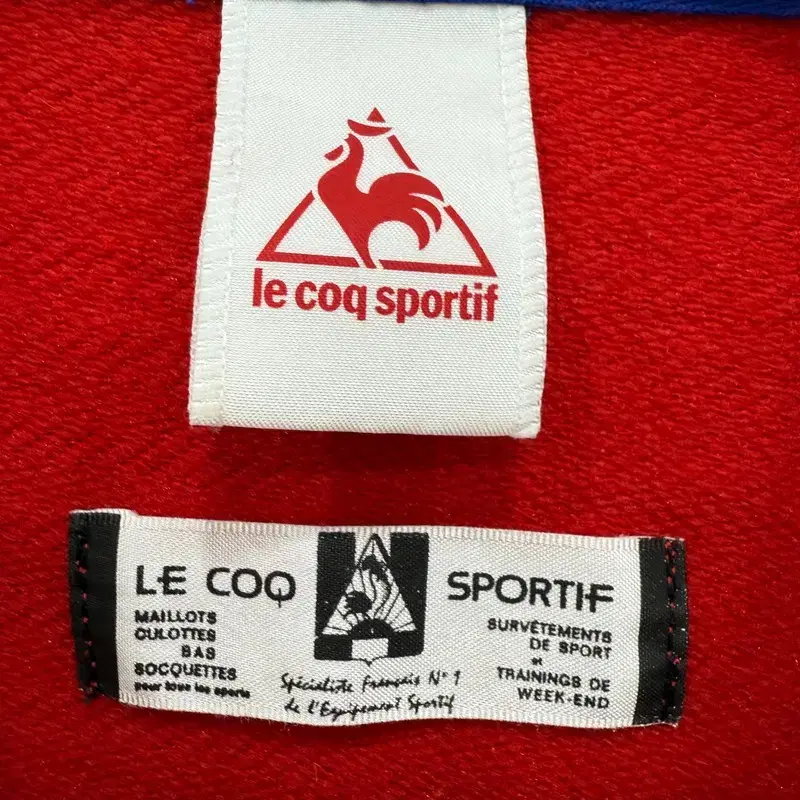 le coq sportif
LE COQ SPORTIF
MAILLOTS
CULOTTES
BAS
SOCQUETTES
pour tous les sports
Spécialiste Français N° 1
de l'Equipement Sportif
SURVÊTEMENTS
DE SPORT
et
TRAININGS DE
WEEK-END